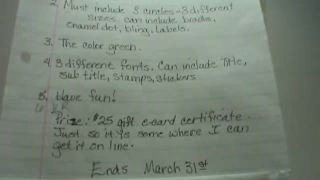 2. Must include 8 circles - 3 different
sizes. can include brads,
enamel dot, bling, labels.
3. The color green.
4. 3 different fonts. Can include Title,
sub title, stamps, stickers
5. Have fun!
Prize: $25 gift e-card certificate.
Just so it is some where I can
get it on line.
Ends March 31st